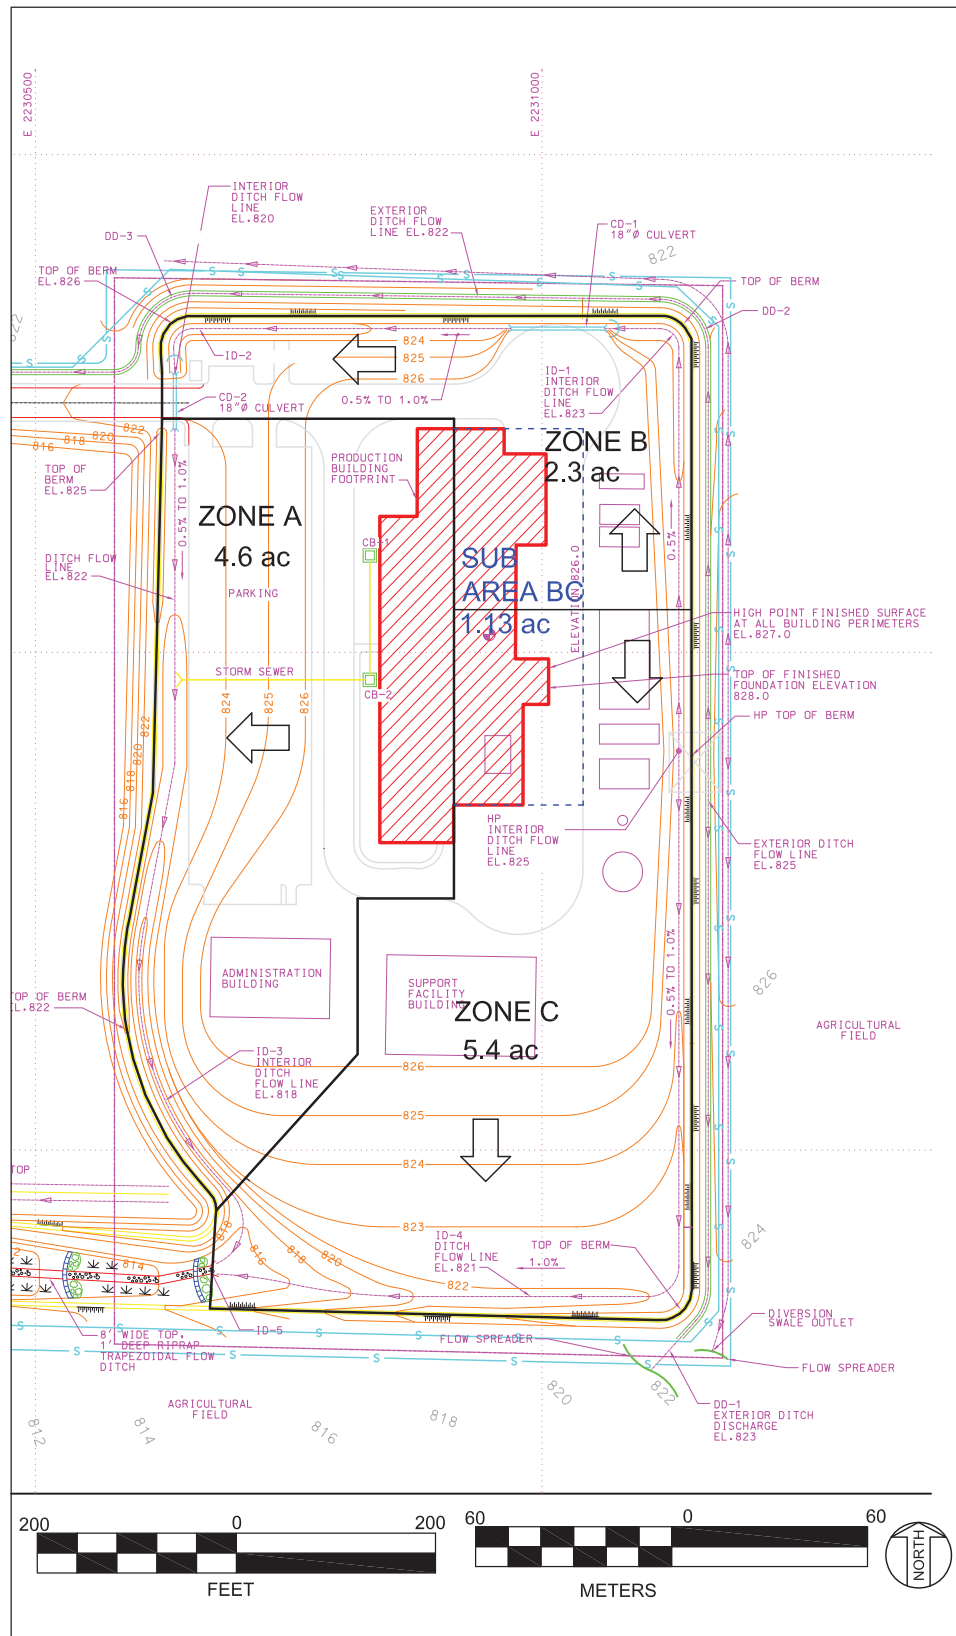 E 2230500
E 2231000
INTERIOR
DITCH FLOW
LINE
EL.820
EXTERIOR
DITCH FLOW
LINE EL.822
CD-1
18"Ø CULVERT
822
DD-3
TOP OF BERM
EL.826
TOP OF BERM
DD-2
822
S S S S S S
824
825
826
ID-2
0.5% TO 1.0%
ID-1
INTERIOR
DITCH FLOW
LINE
EL.823
CD-2
18"Ø CULVERT
822
820
818
816
TOP OF
BERM
EL.825
0.5% TO 1.0%
PRODUCTION
BUILDING
FOOTPRINT
ZONE B
2.3 ac
ZONE A
4.6 ac
CB-1
SUB
AREA BC
1.13 ac
ELEVATION 826.0
0.5%
DITCH FLOW
LINE
EL.822
PARKING
HIGH POINT FINISHED SURFACE
AT ALL BUILDING PERIMETERS
EL.827.0
STORM SEWER
CB-2
TOP OF FINISHED
FOUNDATION ELEVATION
828.0
HP TOP OF BERM
824
825
826
822
820
818
816
HP
INTERIOR
DITCH FLOW
LINE
EL.825
EXTERIOR DITCH
FLOW LINE
EL.825
0.5% TO 1.0%
ADMINISTRATION
BUILDING
SUPPORT
FACILITY
BUILDING
ZONE C
5.4 ac
826
TOP OF BERM
EL.822
AGRICULTURAL
FIELD
ID-3
INTERIOR
DITCH
FLOW LINE
EL.818
826
825
824
823
TOP
818
816
818
820
822
ID-4
DITCH
FLOW LINE
EL.821
TOP OF BERM
1.0%
824
814
8' WIDE TOP,
1' DEEP RIPRAP
TRAPEZOIDAL FLOW
DITCH
ID-5
FLOW SPREADER
DIVERSION
SWALE OUTLET
FLOW SPREADER
DD-1
EXTERIOR DITCH
DISCHARGE
EL.823
AGRICULTURAL
FIELD
812
814
816
818
820
822
200 0 200
FEET
60 0 60
METERS
NORTH